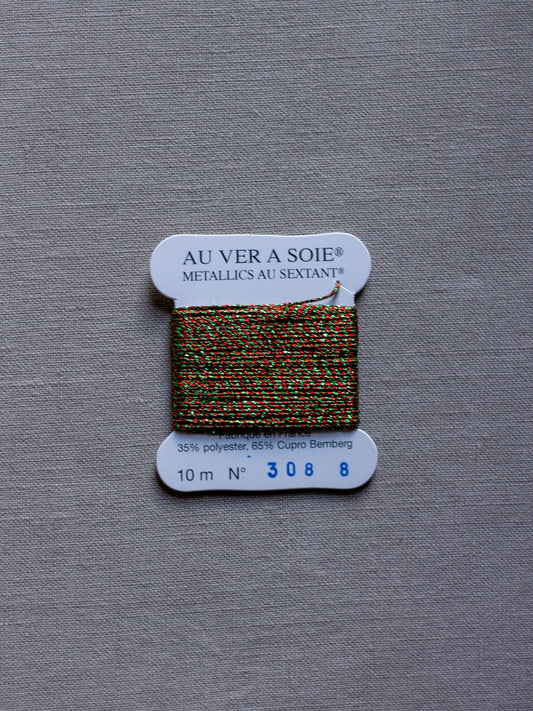 AU VER A SOIE®
METALLICS AU SEXTANT®
Fabriqué en France
35% polyester, 65% Cupro Bemberg
10 m N° 308 8